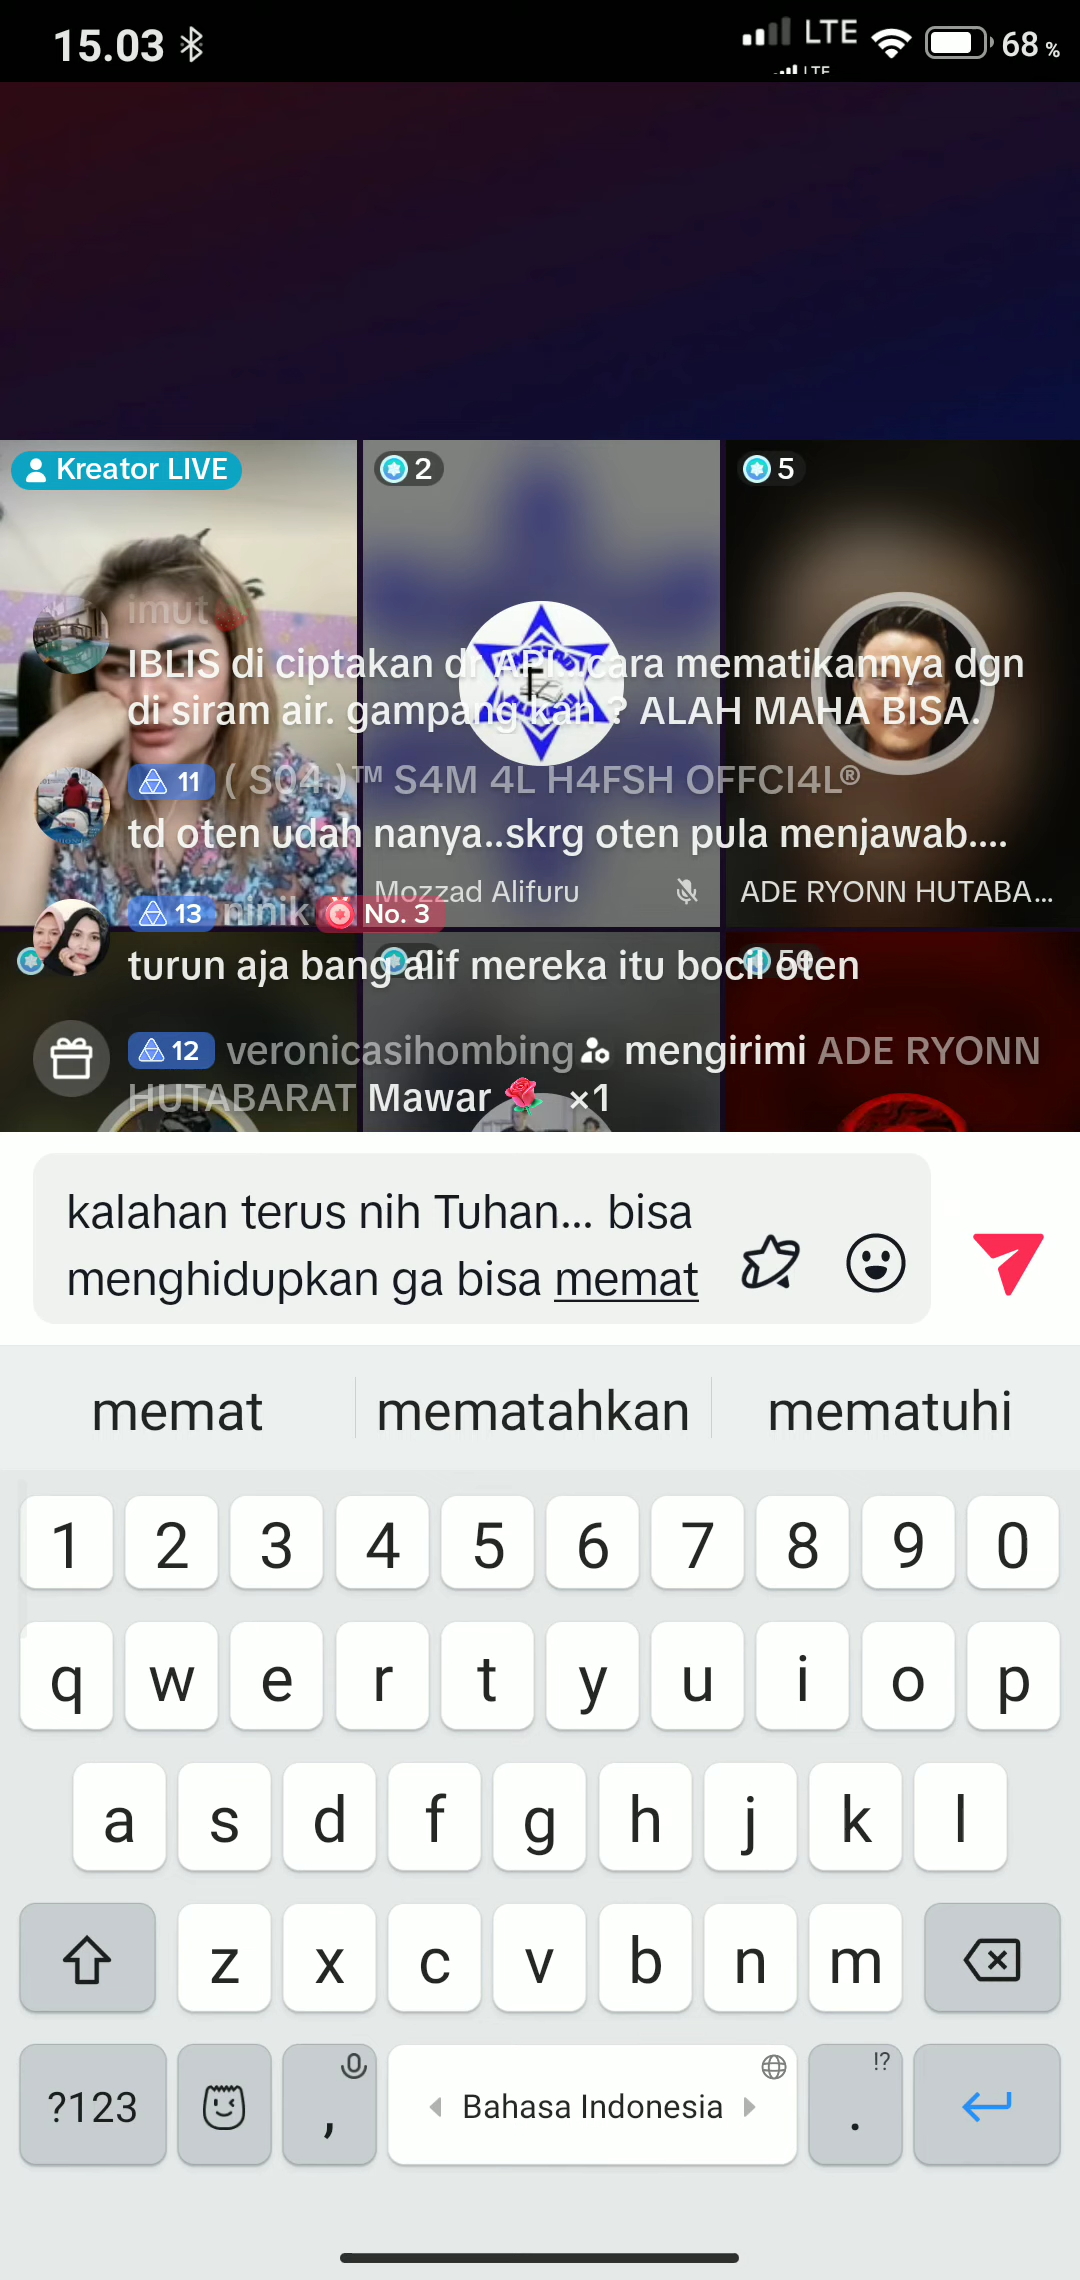 15.03 LTE 68 %
LTE
Kreator LIVE 2 5
imut
IBLIS di ciptakan dr API...cara mematikannya dgn
di siram air. gampang kan ? ALAH MAHA BISA.
11 ( S04 )™ S4M 4L H4FSH OFFCI4L®
td oten udah nanya..skrg oten pula menjawab....
Mozzad Alifuru ADE RYONN HUTABA...
13 ninik No. 3
turun aja bang alif mereka itu bocil oten
12 veronicasihombing mengirimi ADE RYONN
HUTABARAT Mawar ×1
kalahan terus nih Tuhan... bisa
menghidupkan ga bisa memat
memat mematahkan mematuhi
1 2 3 4 5 6 7 8 9 0
q w e r t y u i o p
a s d f g h j k l
z x c v b n m
?123 , Bahasa Indonesia !? .